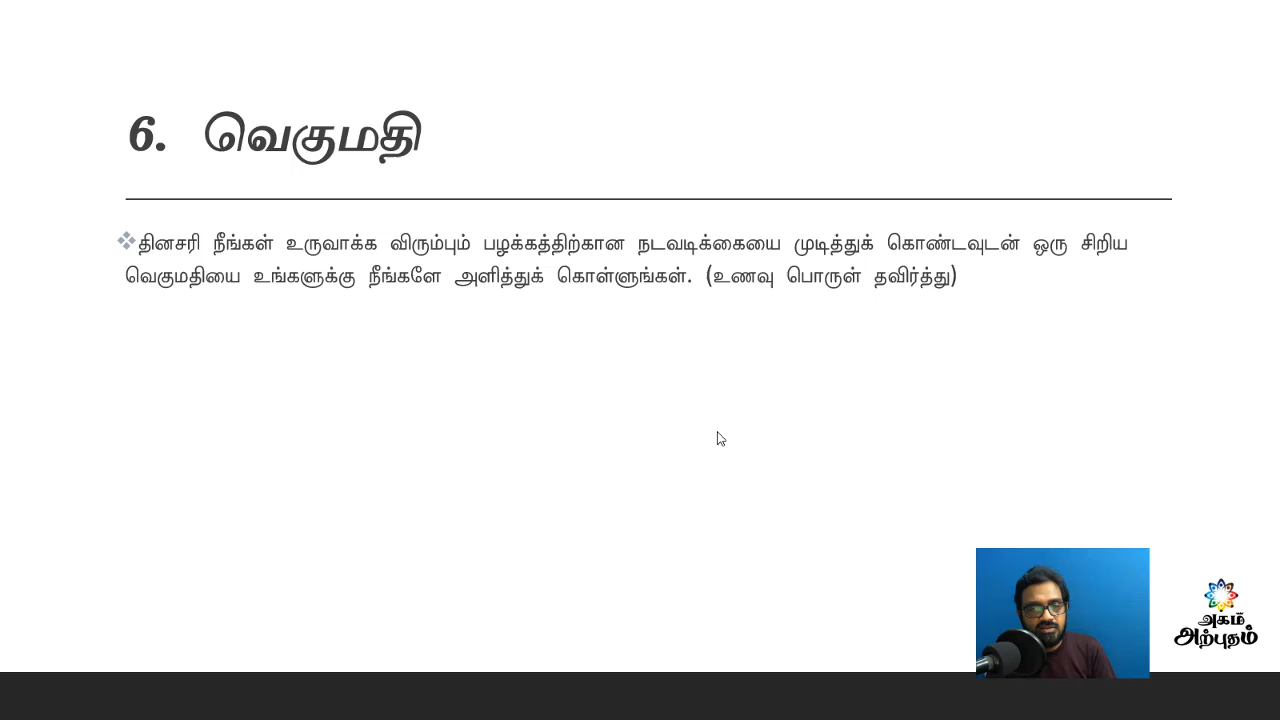 6. வெகுமதி
❖தினசரி நீங்கள் உருவாக்க விரும்பும் பழக்கத்திற்கான நடவடிக்கையை முடித்துக் கொண்டவுடன் ஒரு சிறிய
வெகுமதியை உங்களுக்கு நீங்களே அளித்துக் கொள்ளுங்கள். (உணவு பொருள் தவிர்த்து)
அகம்
அற்புதம்